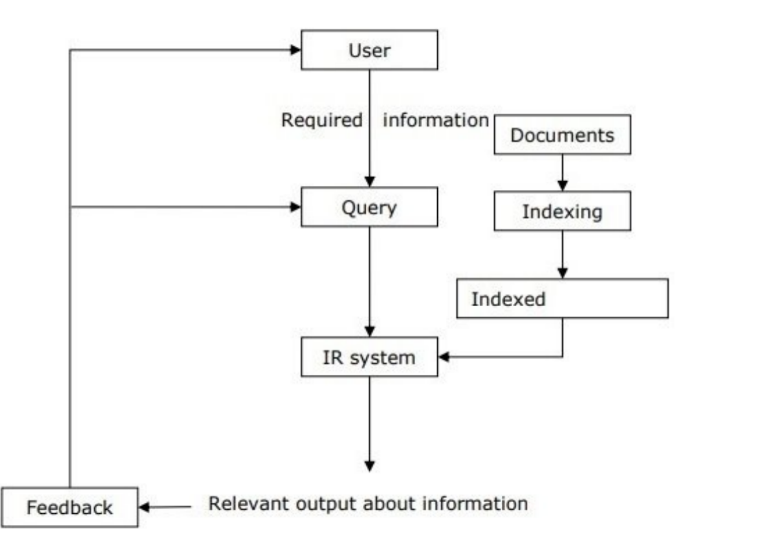 User
Required information
Documents
Query
Indexing
Indexed
IR system
Relevant output about information
Feedback